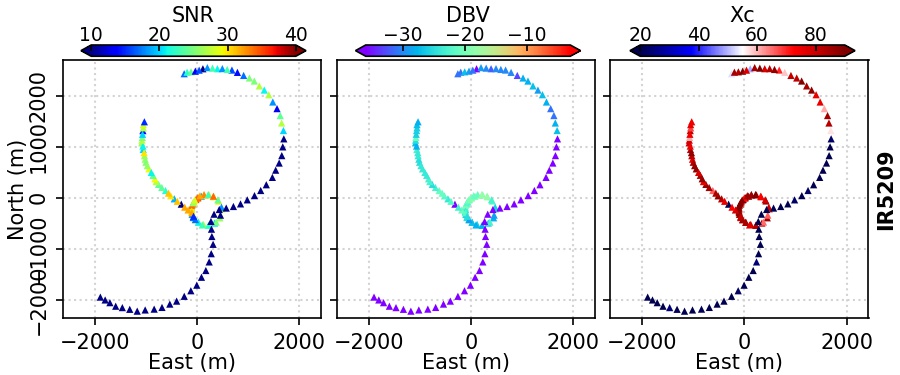 SNR DBV Xc
10 20 30 40 −30 −20 −10 20 40 60 80
North (m)
2000
1000
0
−1000
−2000
IR5209
−2000 0 2000 −2000 0 2000 −2000 0 2000
East (m) East (m) East (m)